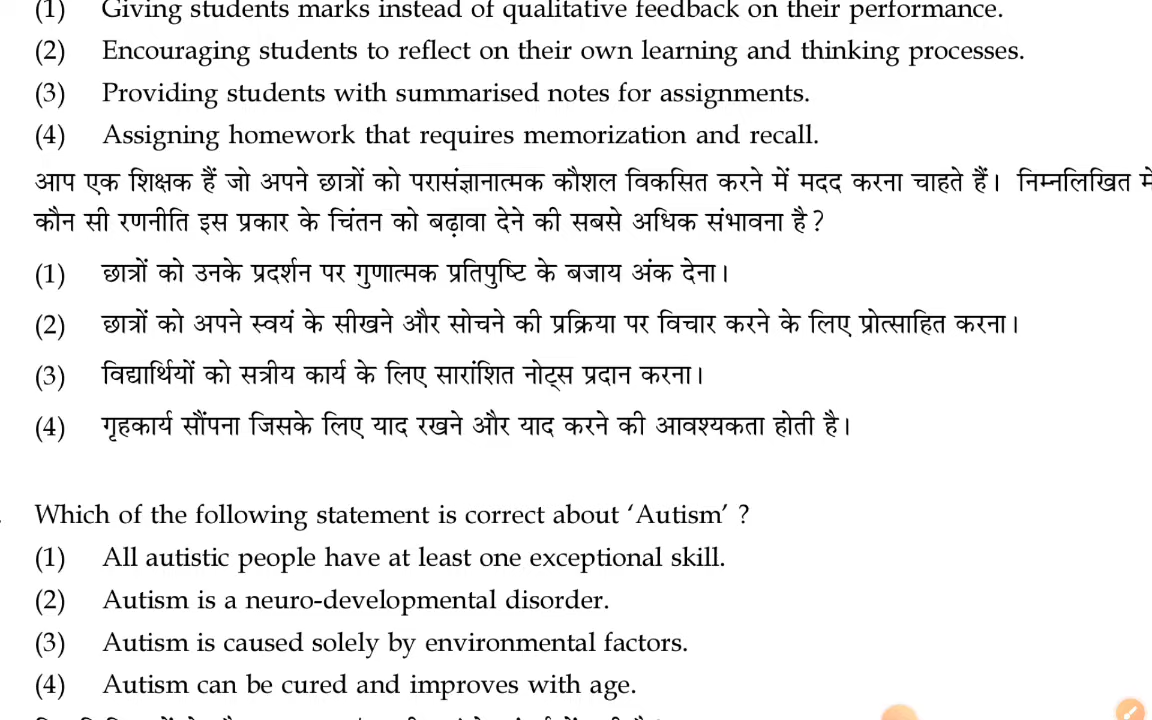 (1) Giving students marks instead of qualitative feedback on their performance.
(2) Encouraging students to reflect on their own learning and thinking processes.
(3) Providing students with summarised notes for assignments.
(4) Assigning homework that requires memorization and recall.
आप एक शिक्षक हैं जो अपने छात्रों को परासंज्ञानात्मक कौशल विकसित करने में मदद करना चाहते हैं। निम्नलिखित में
कौन सी रणनीति इस प्रकार के चिंतन को बढ़ावा देने की सबसे अधिक संभावना है?
(1) छात्रों को उनके प्रदर्शन पर गुणात्मक प्रतिपुष्टि के बजाय अंक देना।
(2) छात्रों को अपने स्वयं के सीखने और सोचने की प्रक्रिया पर विचार करने के लिए प्रोत्साहित करना।
(3) विद्यार्थियों को सत्रीय कार्य के लिए सारांशित नोट्स प्रदान करना।
(4) गृहकार्य सौंपना जिसके लिए याद रखने और याद करने की आवश्यकता होती है।
Which of the following statement is correct about ‘Autism’ ?
(1) All autistic people have at least one exceptional skill.
(2) Autism is a neuro-developmental disorder.
(3) Autism is caused solely by environmental factors.
(4) Autism can be cured and improves with age.